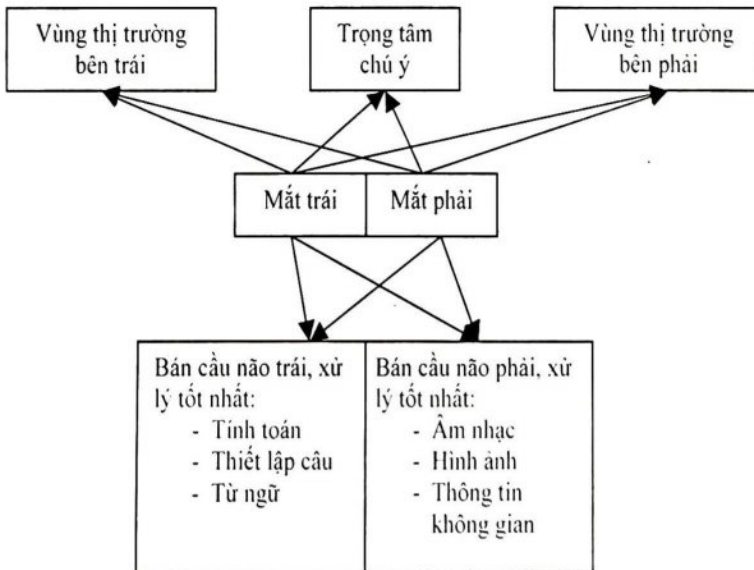 Vùng thị trường
bên trái
Trọng tâm
chú ý
Vùng thị trường
bên phải
Mắt trái
Mắt phải
Bán cầu não trái, xử
lý tốt nhất:
- Tính toán
- Thiết lập câu
- Từ ngữ
Bán cầu não phải, xử
lý tốt nhất:
- Âm nhạc
- Hình ảnh
- Thông tin
không gian